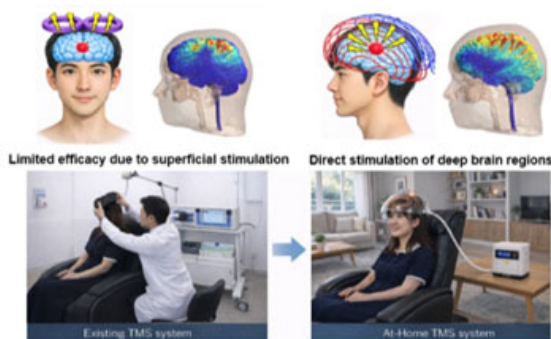 Limited efficacy due to superficial stimulation
Direct stimulation of deep brain regions
Existing TMS system
At-Home TMS system